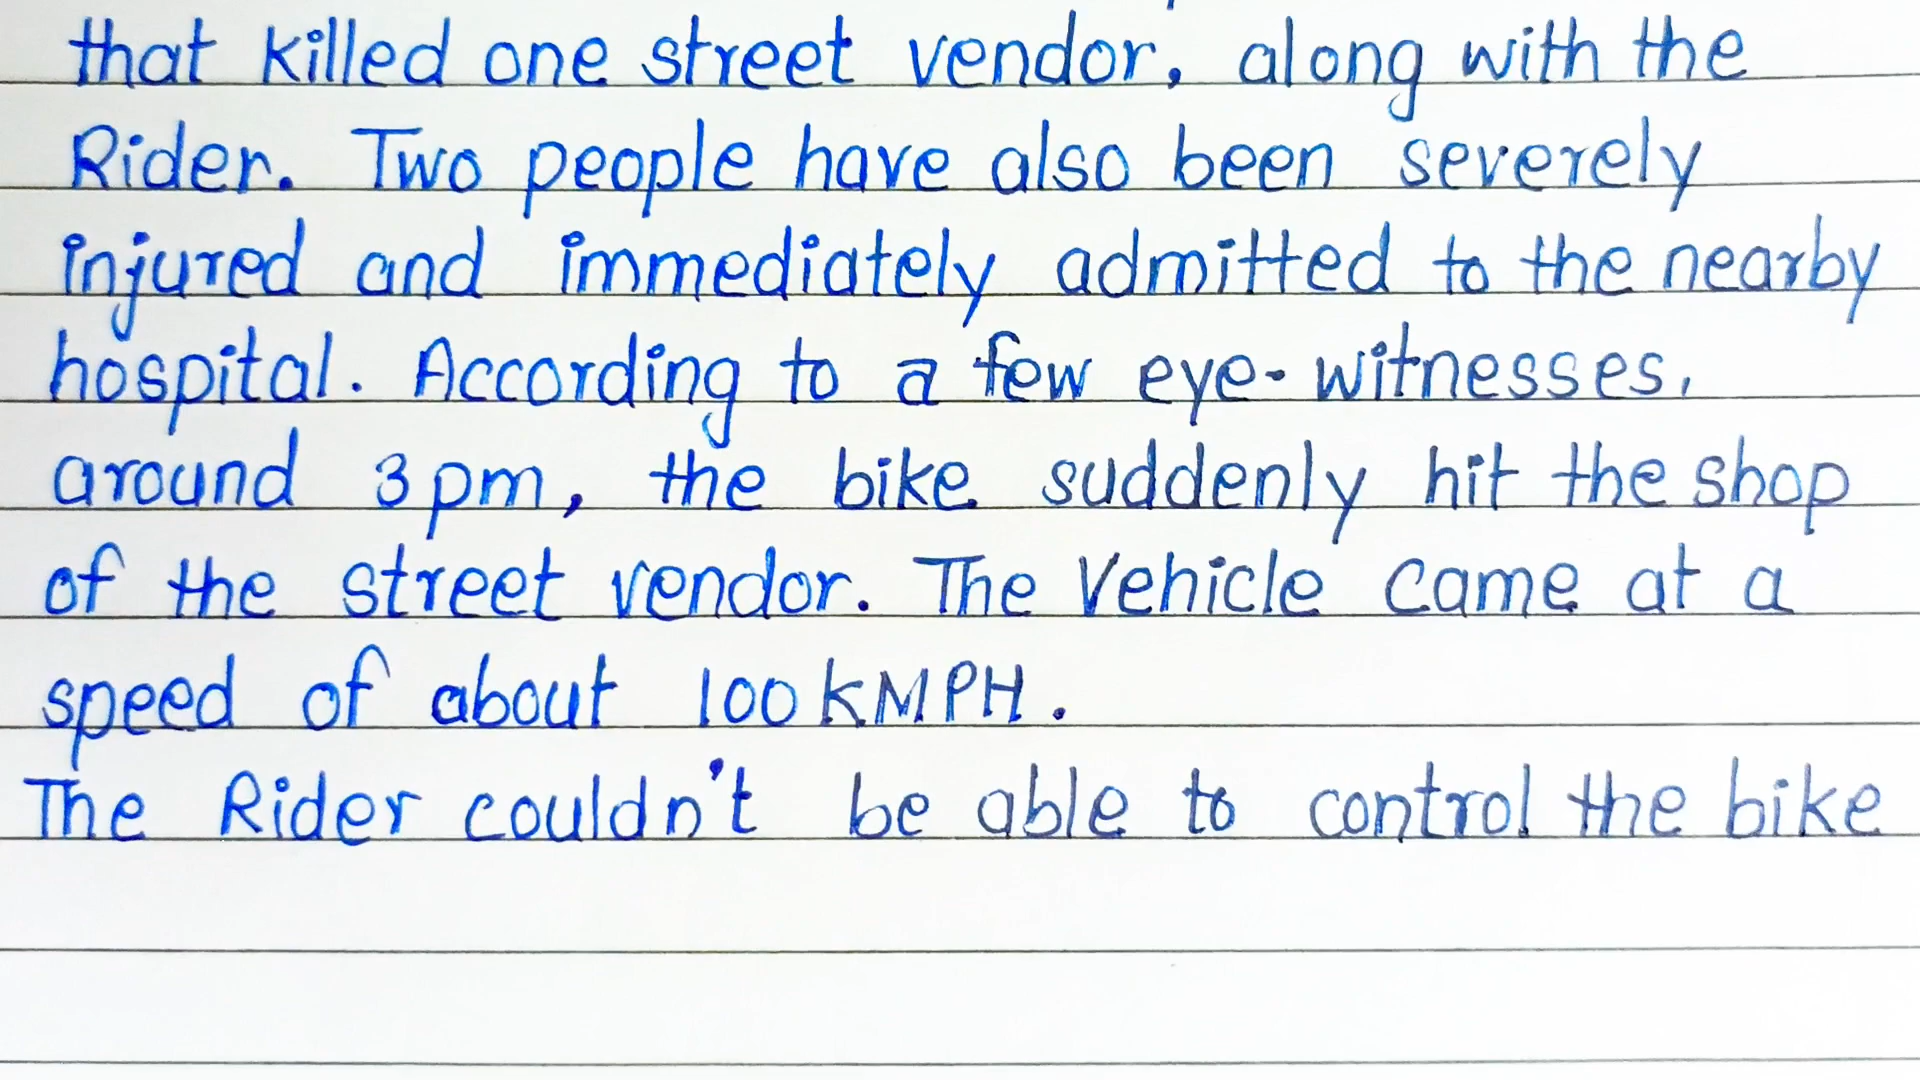 that killed one street vendor, along with the
Rider. Two people have also been severely
injured and immediately admitted to the nearby
hospital. According to a few eye-witnesses,
around 3 pm, the bike suddenly hit the shop
of the street vendor. The Vehicle came at a
speed of about 100 KMPH.
The Rider couldn't be able to control the bike